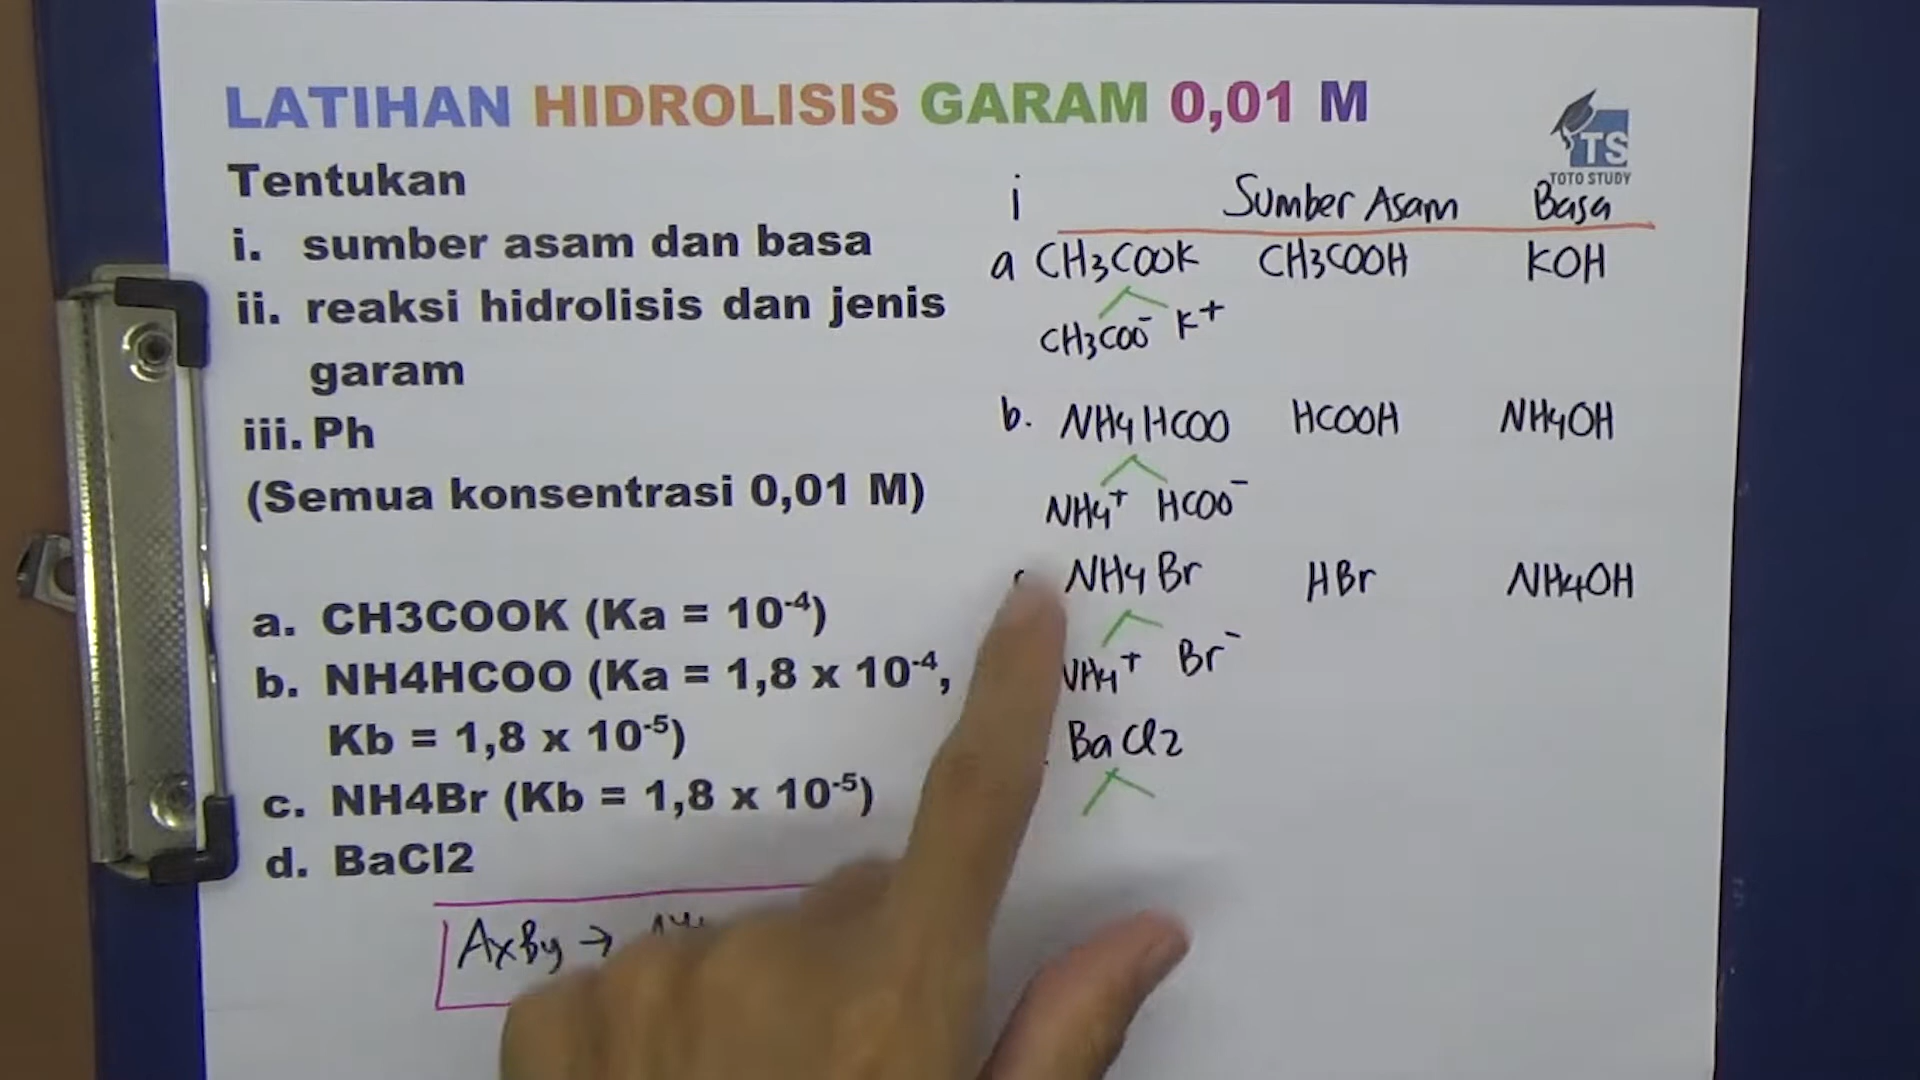 LATIHAN HIDROLISIS GARAM 0,01 M
TS
TOTO STUDY
Tentukan
i. sumber asam dan basa
ii. reaksi hidrolisis dan jenis
garam
iii. Ph
(Semua konsentrasi 0,01 M)
a. CH3COOK (Ka = 10⁻⁴)
b. NH4HCOO (Ka = 1,8 x 10⁻⁴,
Kb = 1,8 x 10⁻⁵)
c. NH4Br (Kb = 1,8 x 10⁻⁵)
d. BaCl2
AxBy →
i Sumber Asam Basa
a CH3COOK CH3COOH KOH
CH3COO⁻ K⁺
b. NH4HCOO HCOOH NH4OH
NH4⁺ HCOO⁻
NH4Br HBr NH4OH
NH4⁺ Br⁻
BaCl2